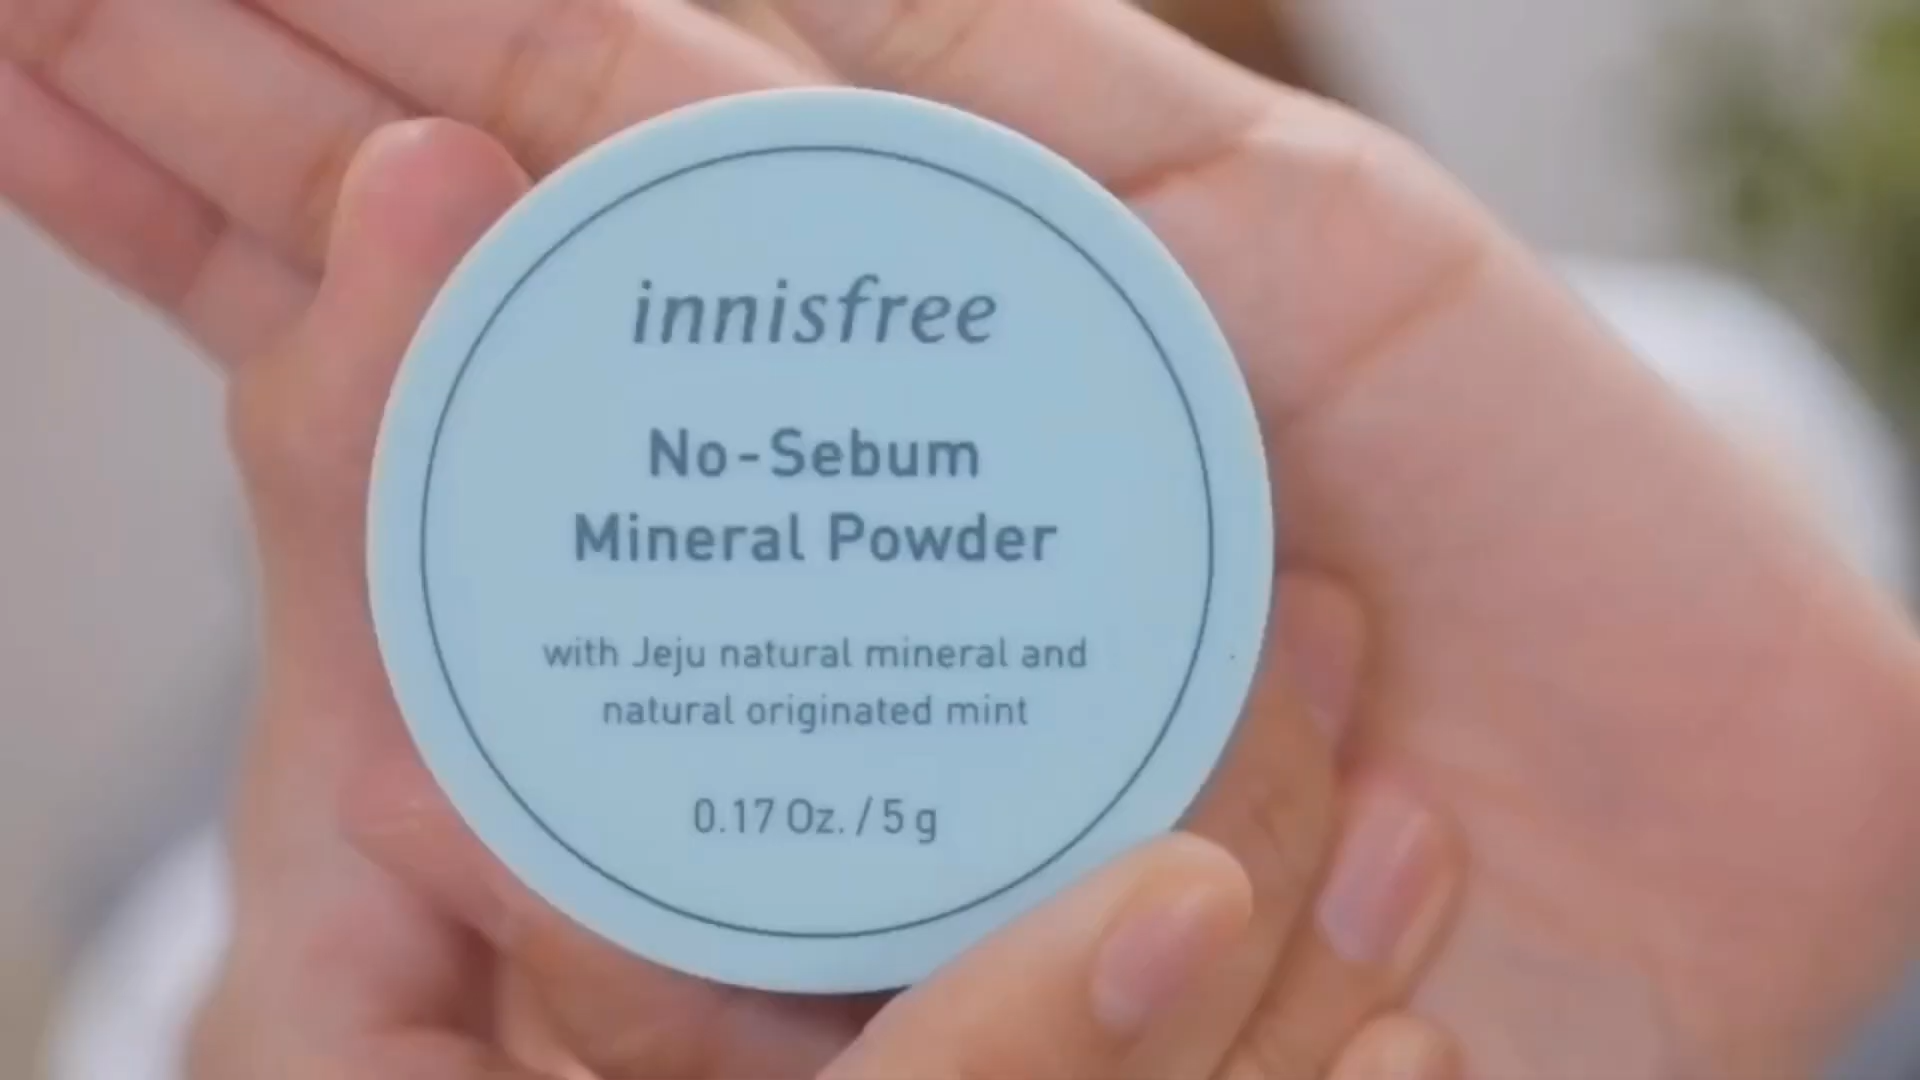 innisfree
No-Sebum
Mineral Powder
with Jeju natural mineral and
natural originated mint
0.17 Oz. / 5 g